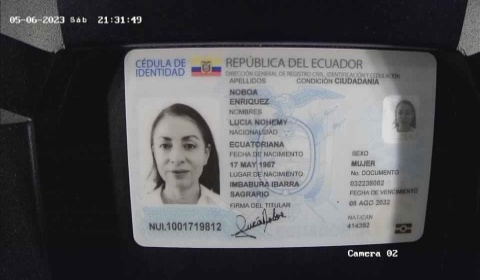 05-06-2023 Sáb 21:31:49
CÉDULA DE IDENTIDAD
REPÚBLICA DEL ECUADOR
DIRECCIÓN GENERAL DE REGISTRO CIVIL, IDENTIFICACIÓN Y CEDULACIÓN
APELLIDOS
CONDICIÓN CIUDADANÍA
NOBOA
ENRIQUEZ
NOMBRES
LUCIA NOHEMY
NACIONALIDAD
ECUATORIANA
FECHA DE NACIMIENTO
17 MAY 1967
LUGAR DE NACIMIENTO
IMBABURA IBARRA
SAGRARIO
FIRMA DEL TITULAR
SEXO
MUJER
No. DOCUMENTO
032238082
FECHA DE VENCIMIENTO
08 AGO 2032
NAT/CAN
414392
NUI.1001719812
Camera 02